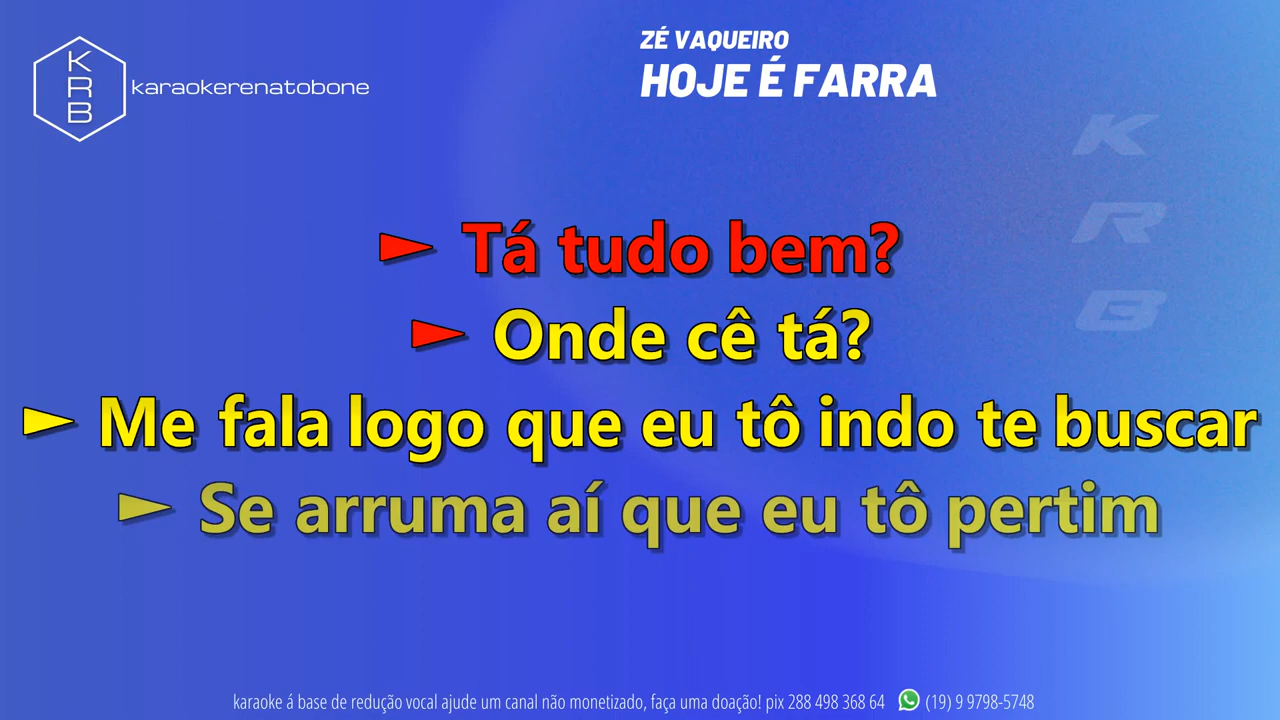 KRB
karaokerenatobone
ZÉ VAQUEIRO
HOJE É FARRA
K
R
B
► Tá tudo bem?
► Onde cê tá?
► Me fala logo que eu tô indo te buscar
► Se arruma aí que eu tô pertim
karaoke á base de redução vocal ajude um canal não monetizado, faça uma doação! pix 288 498 368 64 (19) 9 9798-5748